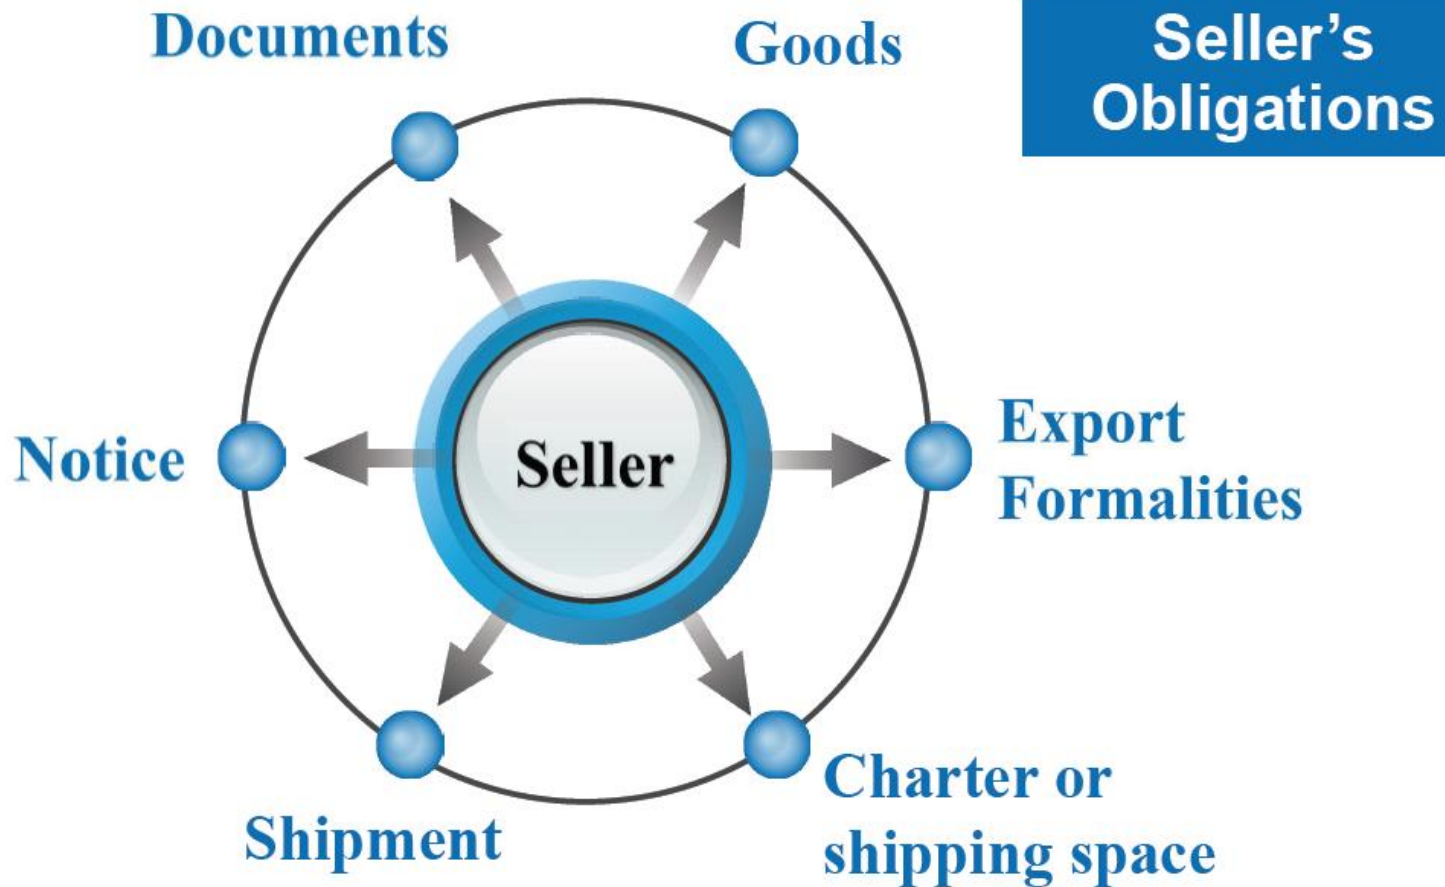 Documents
Goods
Seller's
Obligations
Notice
Seller
Export
Formalities
Shipment
Charter or
shipping space